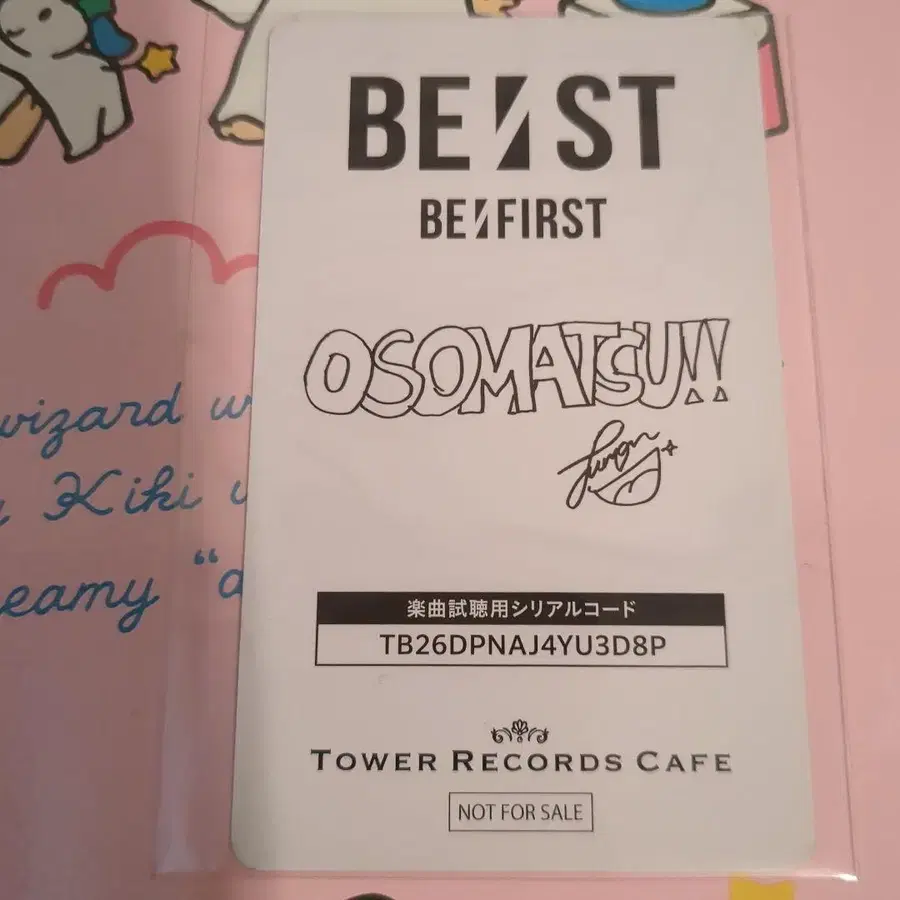 BE:ST
BE:FIRST
OSOMATSU!!
Junon
楽曲試聴用シリアルコード
TB26DPNAJ4YU3D8P
TOWER RECORDS CAFE
NOT FOR SALE
wizard w
Kiki
eamy "a